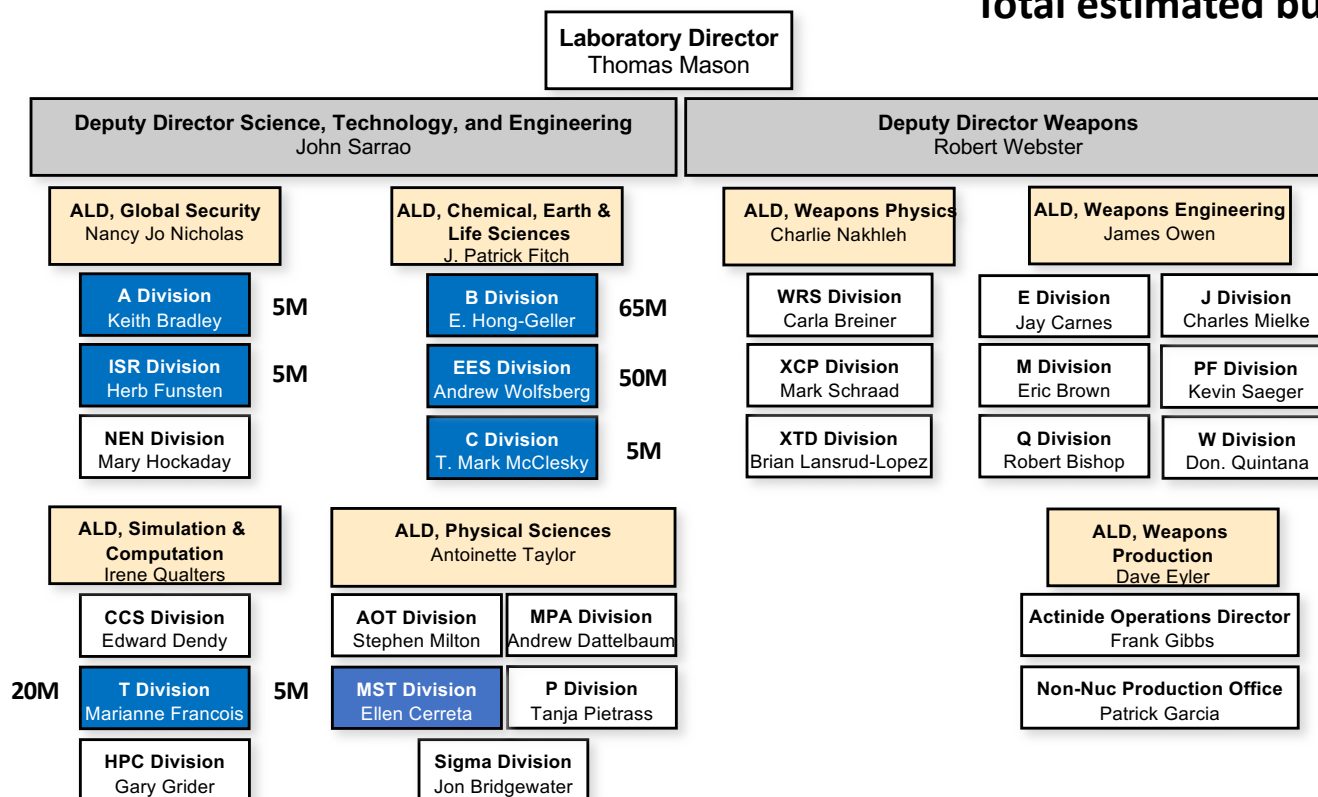 Total estimated bu
Laboratory Director
Thomas Mason
Deputy Director Science, Technology, and Engineering
John Sarrao
Deputy Director Weapons
Robert Webster
ALD, Global Security
Nancy Jo Nicholas
A Division
Keith Bradley
5M
ISR Division
Herb Funsten
5M
NEN Division
Mary Hockaday
ALD, Chemical, Earth &
Life Sciences
J. Patrick Fitch
B Division
E. Hong-Geller
65M
EES Division
Andrew Wolfsberg
50M
C Division
T. Mark McClesky
5M
ALD, Weapons Physics
Charlie Nakhleh
WRS Division
Carla Breiner
XCP Division
Mark Schraad
XTD Division
Brian Lansrud-Lopez
ALD, Weapons Engineering
James Owen
E Division
Jay Carnes
J Division
Charles Mielke
M Division
Eric Brown
PF Division
Kevin Saeger
Q Division
Robert Bishop
W Division
Don. Quintana
ALD, Simulation &
Computation
Irene Qualters
CCS Division
Edward Dendy
20M
T Division
Marianne Francois
HPC Division
Gary Grider
ALD, Physical Sciences
Antoinette Taylor
AOT Division
Stephen Milton
MPA Division
Andrew Dattelbaum
5M
MST Division
Ellen Cerreta
P Division
Tanja Pietrass
Sigma Division
Jon Bridgewater
ALD, Weapons
Production
Dave Eyler
Actinide Operations Director
Frank Gibbs
Non-Nuc Production Office
Patrick Garcia